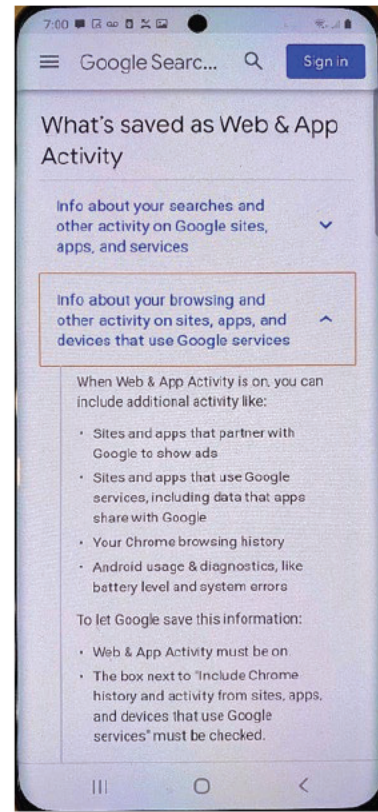 7:00
Google Searc... Sign in
What's saved as Web & App
Activity
Info about your searches and
other activity on Google sites,
apps, and services
Info about your browsing and
other activity on sites, apps, and
devices that use Google services
When Web & App Activity is on, you can
include additional activity like:
· Sites and apps that partner with
Google to show ads
· Sites and apps that use Google
services, including data that apps
share with Google
· Your Chrome browsing history
· Android usage & diagnostics, like
battery level and system errors
To let Google save this information:
· Web & App Activity must be on.
· The box next to "Include Chrome
history and activity from sites, apps,
and devices that use Google
services" must be checked.